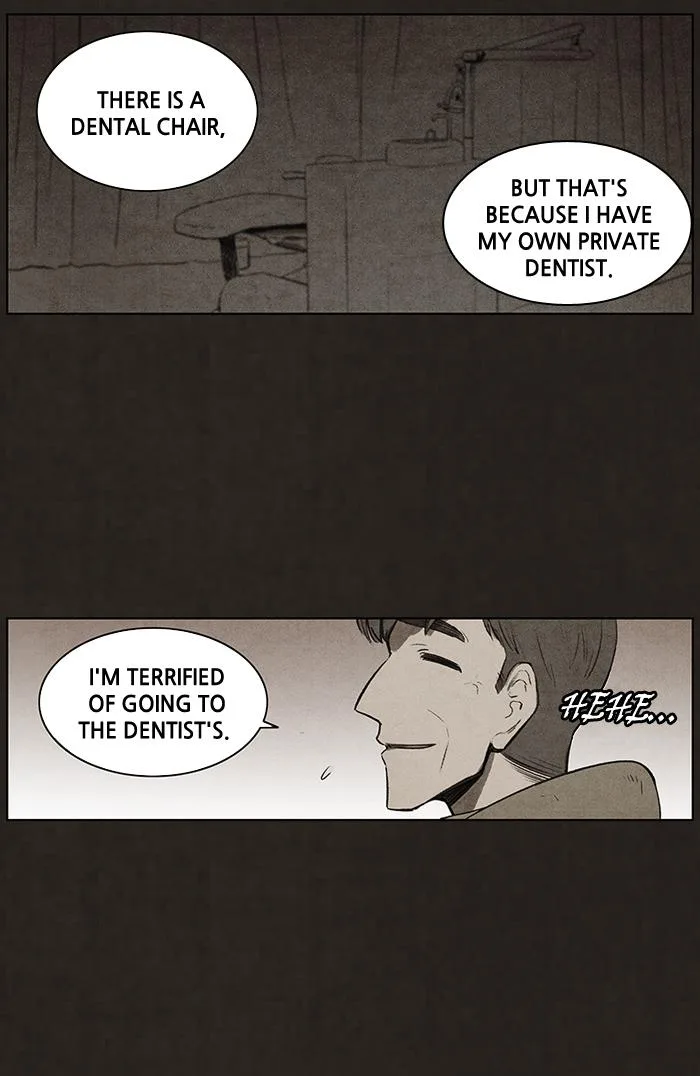 THERE IS A
DENTAL CHAIR,
BUT THAT'S
BECAUSE I HAVE
MY OWN PRIVATE
DENTIST.
I'M TERRIFIED
OF GOING TO
THE DENTIST'S.
HEHE...